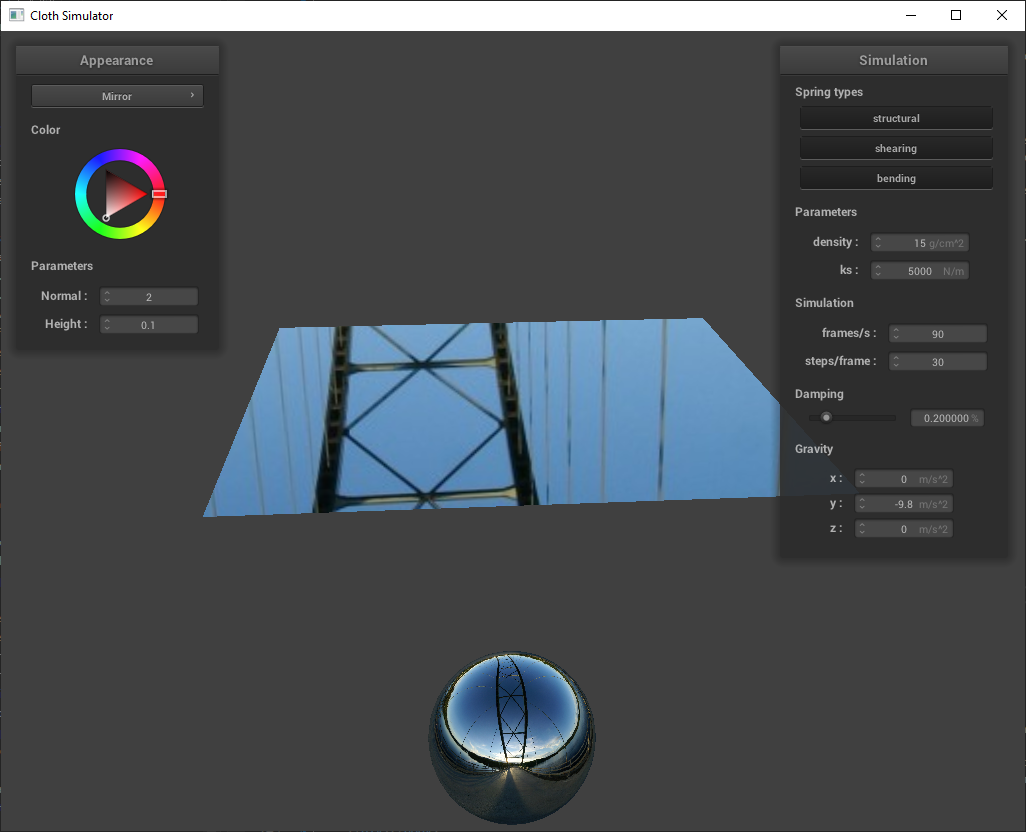 Cloth Simulator
Appearance
Mirror
Color
Parameters
Normal : 2
Height : 0.1
Simulation
Spring types
structural
shearing
bending
Parameters
density : 15 g/cm^2
ks : 5000 N/m
Simulation
frames/s : 90
steps/frame : 30
Damping
0.200000 %
Gravity
x : 0 m/s^2
y : -9.8 m/s^2
z : 0 m/s^2